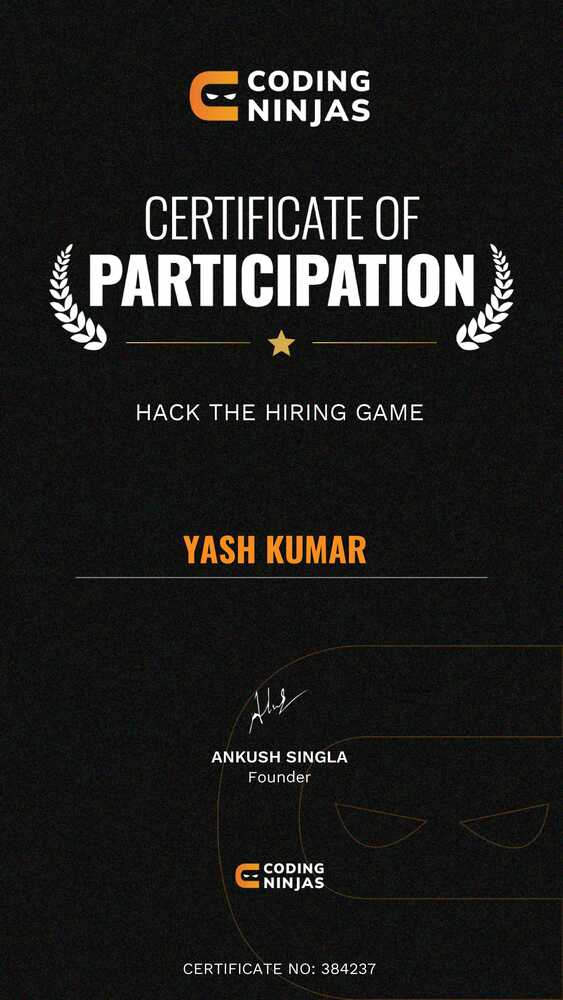 CODING
NINJAS
CERTIFICATE OF
PARTICIPATION
HACK THE HIRING GAME
YASH KUMAR
ANKUSH SINGLA
Founder
CODING
NINJAS
CERTIFICATE NO: 384237